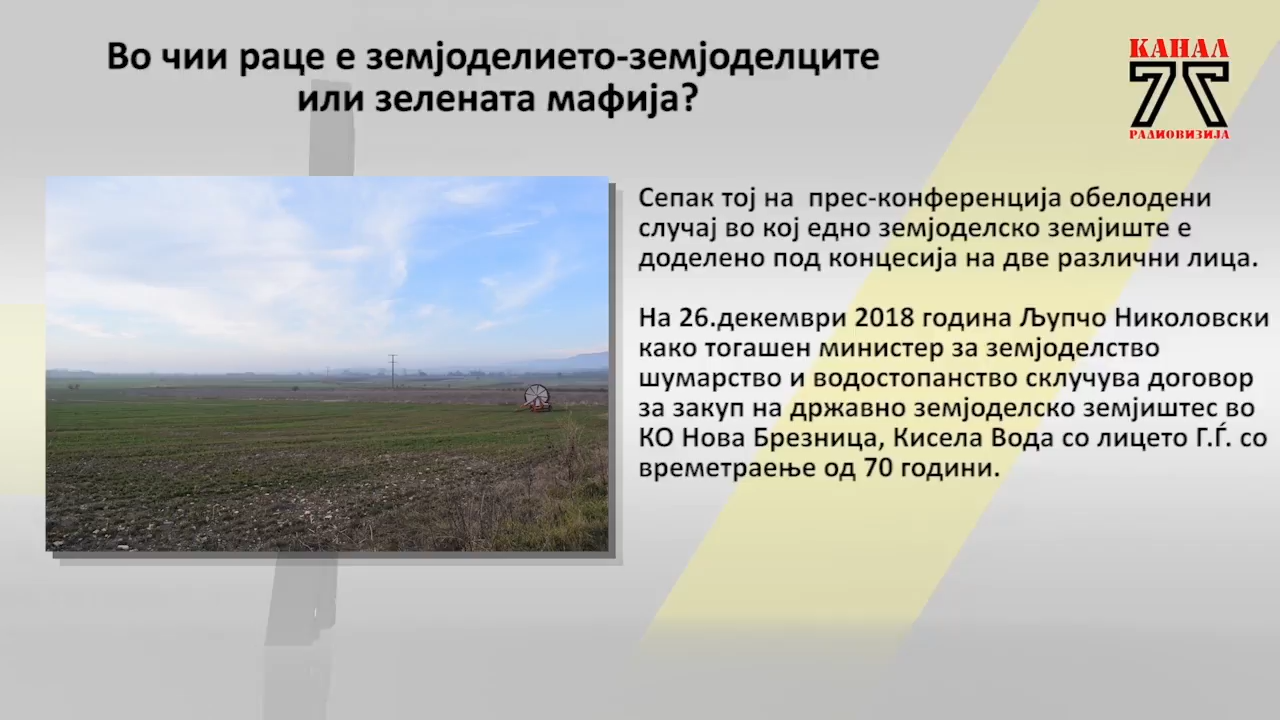 Во чии раце е земјоделието-земјоделците
или зелената мафија?
КАНАЛ
77
РАДИОВИЗИЈА
Сепак тој на  прес-конференција обелодени
случај во кој едно земјоделско земјиште е
доделено под концесија на две различни лица.
На 26.декември 2018 година Љупчо Николовски
како тогашен министер за земјоделство
шумарство и водостопанство склучува договор
за закуп на државно земјоделско земјиштес во
КО Нова Брезница, Кисела Вода со лицето Г.Ѓ. со
времетраење од 70 години.